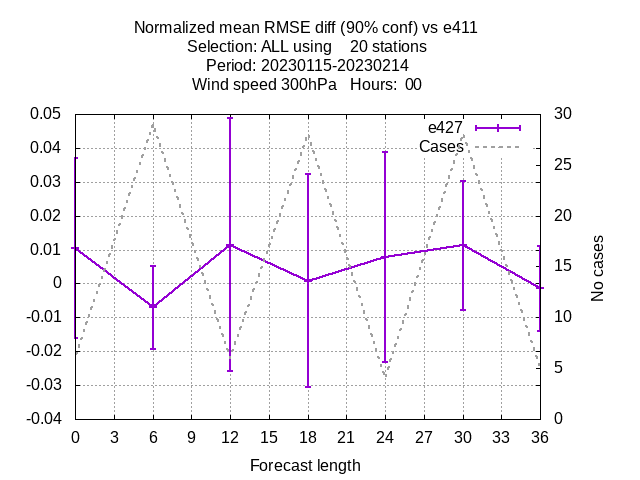 Normalized mean RMSE diff (90% conf) vs e411
Selection: ALL using    20 stations
Period: 20230115-20230214
Wind speed 300hPa   Hours:  00
e427
Cases
0.05
0.04
0.03
0.02
0.01
0
-0.01
-0.02
-0.03
-0.04
30
25
20
15
10
5
0
No cases
0 3 6 9 12 15 18 21 24 27 30 33 36
Forecast length